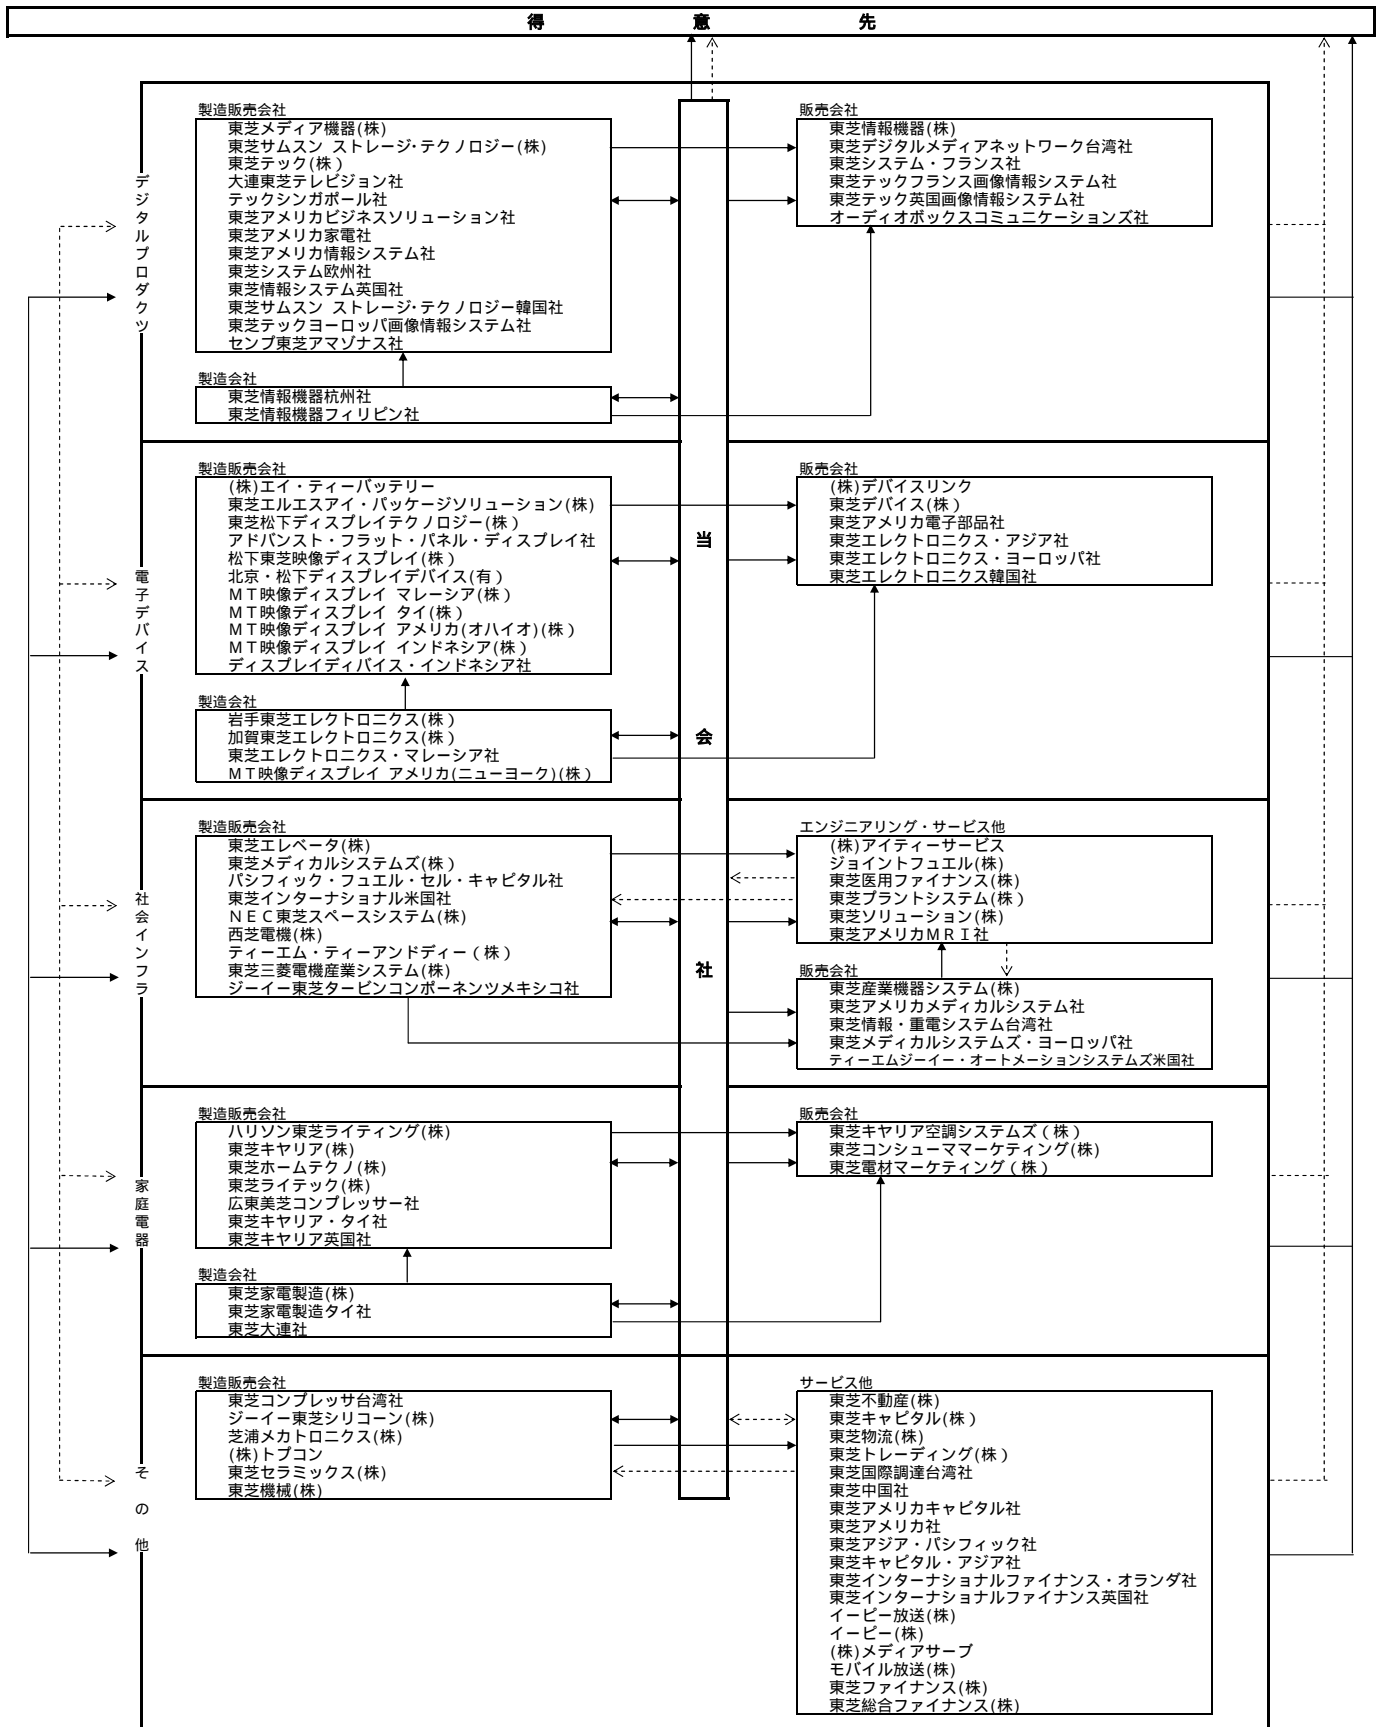 得意先
デジタルプロダクツ
製造販売会社
東芝メディア機器(株)
東芝サムスン ストレージ・テクノロジー(株)
東芝テック(株)
大連東芝テレビジョン社
テックシンガポール社
東芝アメリカビジネスソリューション社
東芝アメリカ家電社
東芝アメリカ情報システム社
東芝システム欧州社
東芝情報システム英国社
東芝サムスン ストレージ・テクノロジー韓国社
東芝テックヨーロッパ画像情報システム社
センプ東芝アマゾナス社
製造会社
東芝情報機器杭州社
東芝情報機器フィリピン社
販売会社
東芝情報機器(株)
東芝デジタルメディアネットワーク台湾社
東芝システム・フランス社
東芝テックフランス画像情報システム社
東芝テック英国画像情報システム社
オーディオボックスコミュニケーションズ社
当会社
電子デバイス
製造販売会社
(株)エイ・ティーバッテリー
東芝エルエスアイ・パッケージソリューション(株)
東芝松下ディスプレイテクノロジー(株)
アドバンスト・フラット・パネル・ディスプレイ社
松下東芝映像ディスプレイ(株)
北京・松下ディスプレイデバイス(有)
MT映像ディスプレイ マレーシア(株)
MT映像ディスプレイ タイ(株)
MT映像ディスプレイ アメリカ(オハイオ)(株)
MT映像ディスプレイ インドネシア(株)
ディスプレイディバイス・インドネシア社
製造会社
岩手東芝エレクトロニクス(株)
加賀東芝エレクトロニクス(株)
東芝エレクトロニクス・マレーシア社
MT映像ディスプレイ アメリカ(ニューヨーク)(株)
販売会社
(株)デバイスリンク
東芝デバイス(株)
東芝アメリカ電子部品社
東芝エレクトロニクス・アジア社
東芝エレクトロニクス・ヨーロッパ社
東芝エレクトロニクス韓国社
社会インフラ
製造販売会社
東芝エレベータ(株)
東芝メディカルシステムズ(株)
パシフィック・フュエル・セル・キャピタル社
東芝インターナショナル米国社
NEC東芝スペースシステム(株)
西芝電機(株)
ティーエム・ティーアンドディー(株)
東芝三菱電機産業システム(株)
ジーイー東芝タービンコンポーネンツメキシコ社
エンジニアリング・サービス他
(株)アイティーサービス
ジョイントフュエル(株)
東芝医用ファイナンス(株)
東芝プラントシステム(株)
東芝ソリューション(株)
東芝アメリカMRI社
販売会社
東芝産業機器システム(株)
東芝アメリカメディカルシステム社
東芝情報・重電システム台湾社
東芝メディカルシステムズ・ヨーロッパ社
ティーエムジーイー・オートメーションシステムズ米国社
家庭電器
製造販売会社
ハリソン東芝ライティング(株)
東芝キヤリア(株)
東芝ホームテクノ(株)
東芝ライテック(株)
広東美芝コンプレッサー社
東芝キヤリア・タイ社
東芝キヤリア英国社
製造会社
東芝家電製造(株)
東芝家電製造タイ社
東芝大連社
販売会社
東芝キヤリア空調システムズ(株)
東芝コンシューママーケティング(株)
東芝電材マーケティング(株)
その他
製造販売会社
東芝コンプレッサ台湾社
ジーイー東芝シリコーン(株)
芝浦メカトロニクス(株)
(株)トプコン
東芝セラミックス(株)
東芝機械(株)
サービス他
東芝不動産(株)
東芝キャピタル(株)
東芝物流(株)
東芝トレーディング(株)
東芝国際調達台湾社
東芝中国社
東芝アメリカキャピタル社
東芝アメリカ社
東芝アジア・パシフィック社
東芝キャピタル・アジア社
東芝インターナショナルファイナンス・オランダ社
東芝インターナショナルファイナンス英国社
イーピー放送(株)
イーピー(株)
(株)メディアサーブ
モバイル放送(株)
東芝ファイナンス(株)
東芝総合ファイナンス(株)